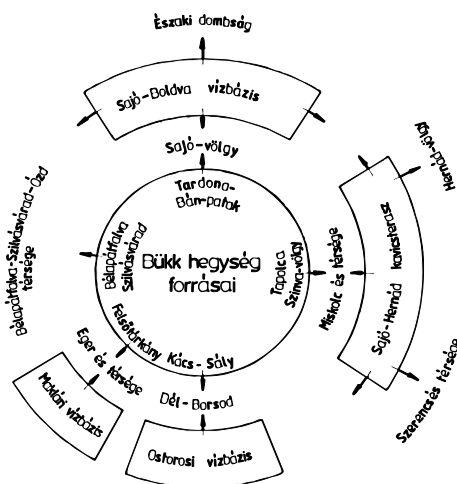 Északi dombság
Sajó-Boldva vízbázis
Sajó-völgy
Tardona-
Bán-patak
Hernád-völgy
Bélapátfalva-Szilvásvárad-Ózd
térsége
Bélapátfalva
Szilvásvárad
Bükk hegység
forrásai
Tapolca
Szinva-völgy
Miskolc és térsége
Sajó-Hernád kavicsterasz
Szerencs és térsége
Felsőtárkány
Kács-Sály
Eger és térsége
Maklári vízbázis
Dél-Borsod
Ostorosi vízbázis